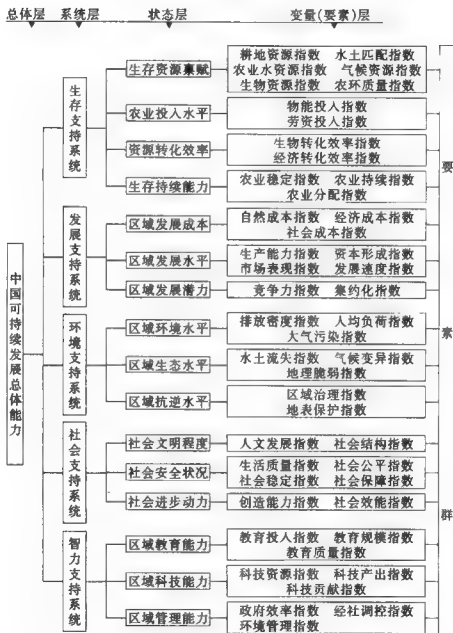 总体层 系统层 状态层 变量(要素)层
中国可持续发展总体能力
生存支持系统
生存资源禀赋
耕地资源指数 水土匹配指数
农业水资源指数 气候资源指数
生物资源指数 农环质量指数
农业投入水平
物能投入指数
劳资投入指数
资源转化效率
生物转化效率指数
经济转化效率指数
生存持续能力
农业稳定指数 农业持续指数
农业分配指数
发展支持系统
区域发展成本
自然成本指数 经济成本指数
社会成本指数
区域发展水平
生产能力指数 资本形成指数
市场表现指数 发展速度指数
区域发展潜力
竞争力指数 集约化指数
环境支持系统
区域环境水平
排放密度指数 人均负荷指数
大气污染指数
区域生态水平
水土流失指数 气候变异指数
地理脆弱指数
区域抗逆水平
区域治理指数
地表保护指数
社会支持系统
社会文明程度
人文发展指数 社会结构指数
社会安全状况
生活质量指数 社会公平指数
社会稳定指数 社会保障指数
社会进步动力
创造能力指数 社会效能指数
智力支持系统
区域教育能力
教育投入指数 教育规模指数
教育质量指数
区域科技能力
科技资源指数 科技产出指数
科技贡献指数
区域管理能力
政府效率指数 经社调控指数
环境管理指数
要素群